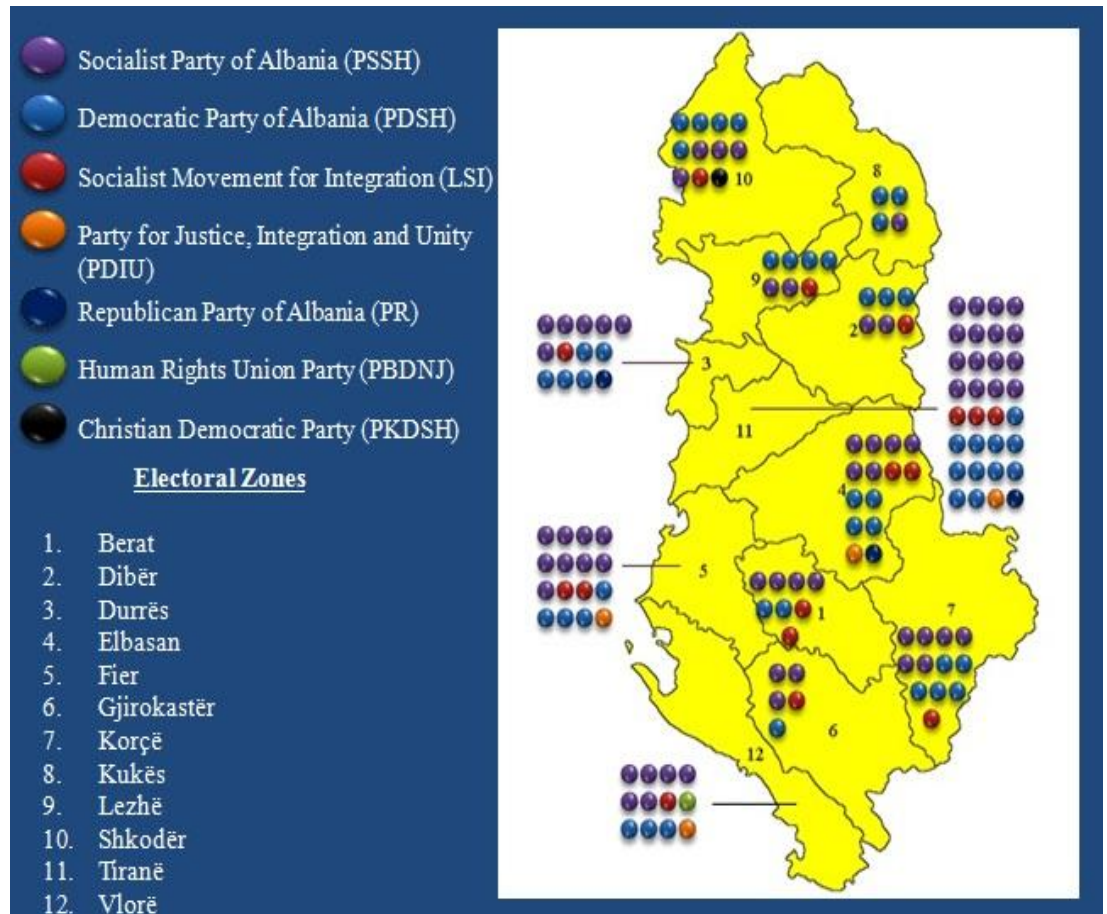 Socialist Party of Albania (PSSH)
Democratic Party of Albania (PDSH)
Socialist Movement for Integration (LSI)
Party for Justice, Integration and Unity
(PDIU)
Republican Party of Albania (PR)
Human Rights Union Party (PBDNJ)
Christian Democratic Party (PKDSH)
Electoral Zones
1. Berat
2. Dibër
3. Durrës
4. Elbasan
5. Fier
6. Gjirokastër
7. Korçë
8. Kukës
9. Lezhë
10. Shkodër
11. Tiranë
12. Vlorë
10
8
9
2
3
11
4
5
1
7
6
12